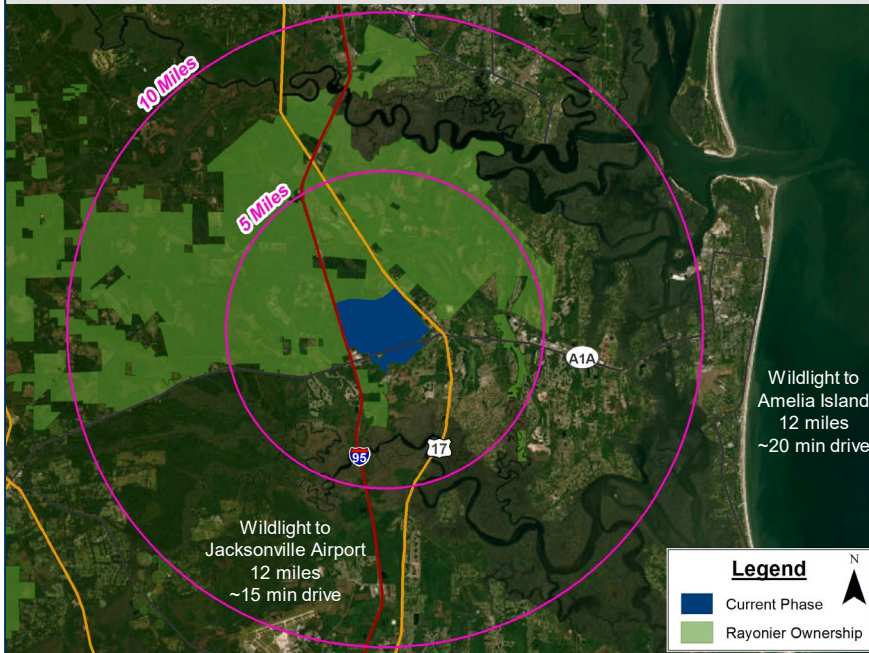 10 Miles
5 Miles
A1A
Wildlight to
Amelia Island
12 miles
~20 min drive
17
95
Wildlight to
Jacksonville Airport
12 miles
~15 min drive
Legend
N
Current Phase
Rayonier Ownership